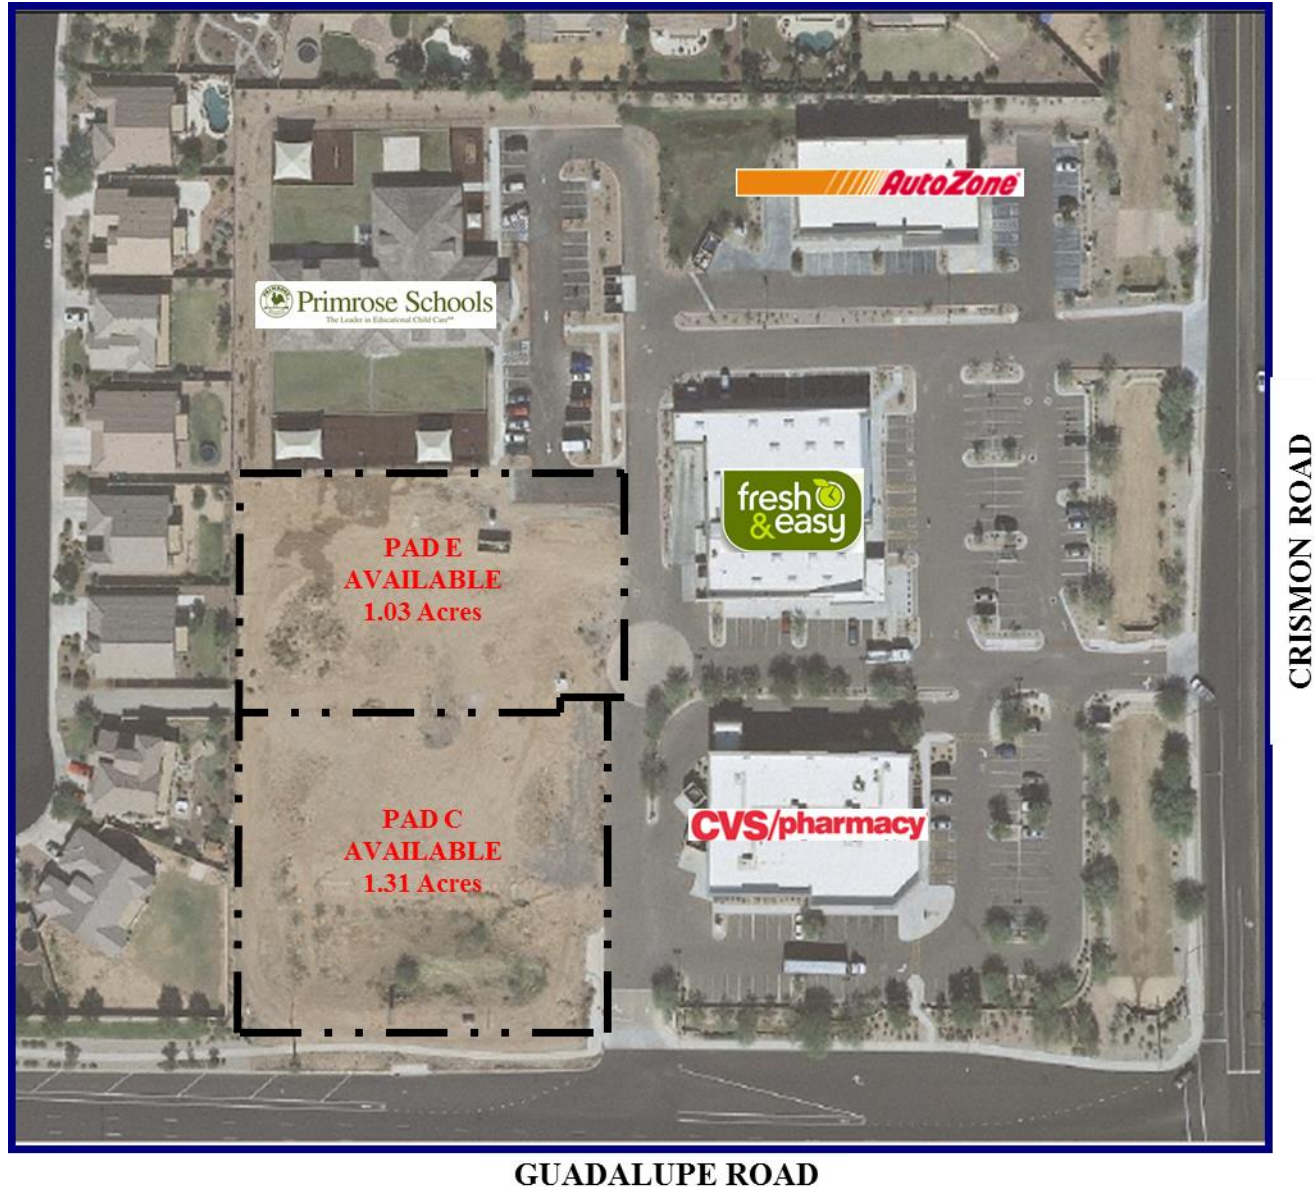 AutoZone
Primrose Schools
The Leader in Educational Child Care℠
fresh
& easy
PAD E
AVAILABLE
1.03 Acres
PAD C
AVAILABLE
1.31 Acres
CVS/pharmacy
CRISMON ROAD
GUADALUPE ROAD